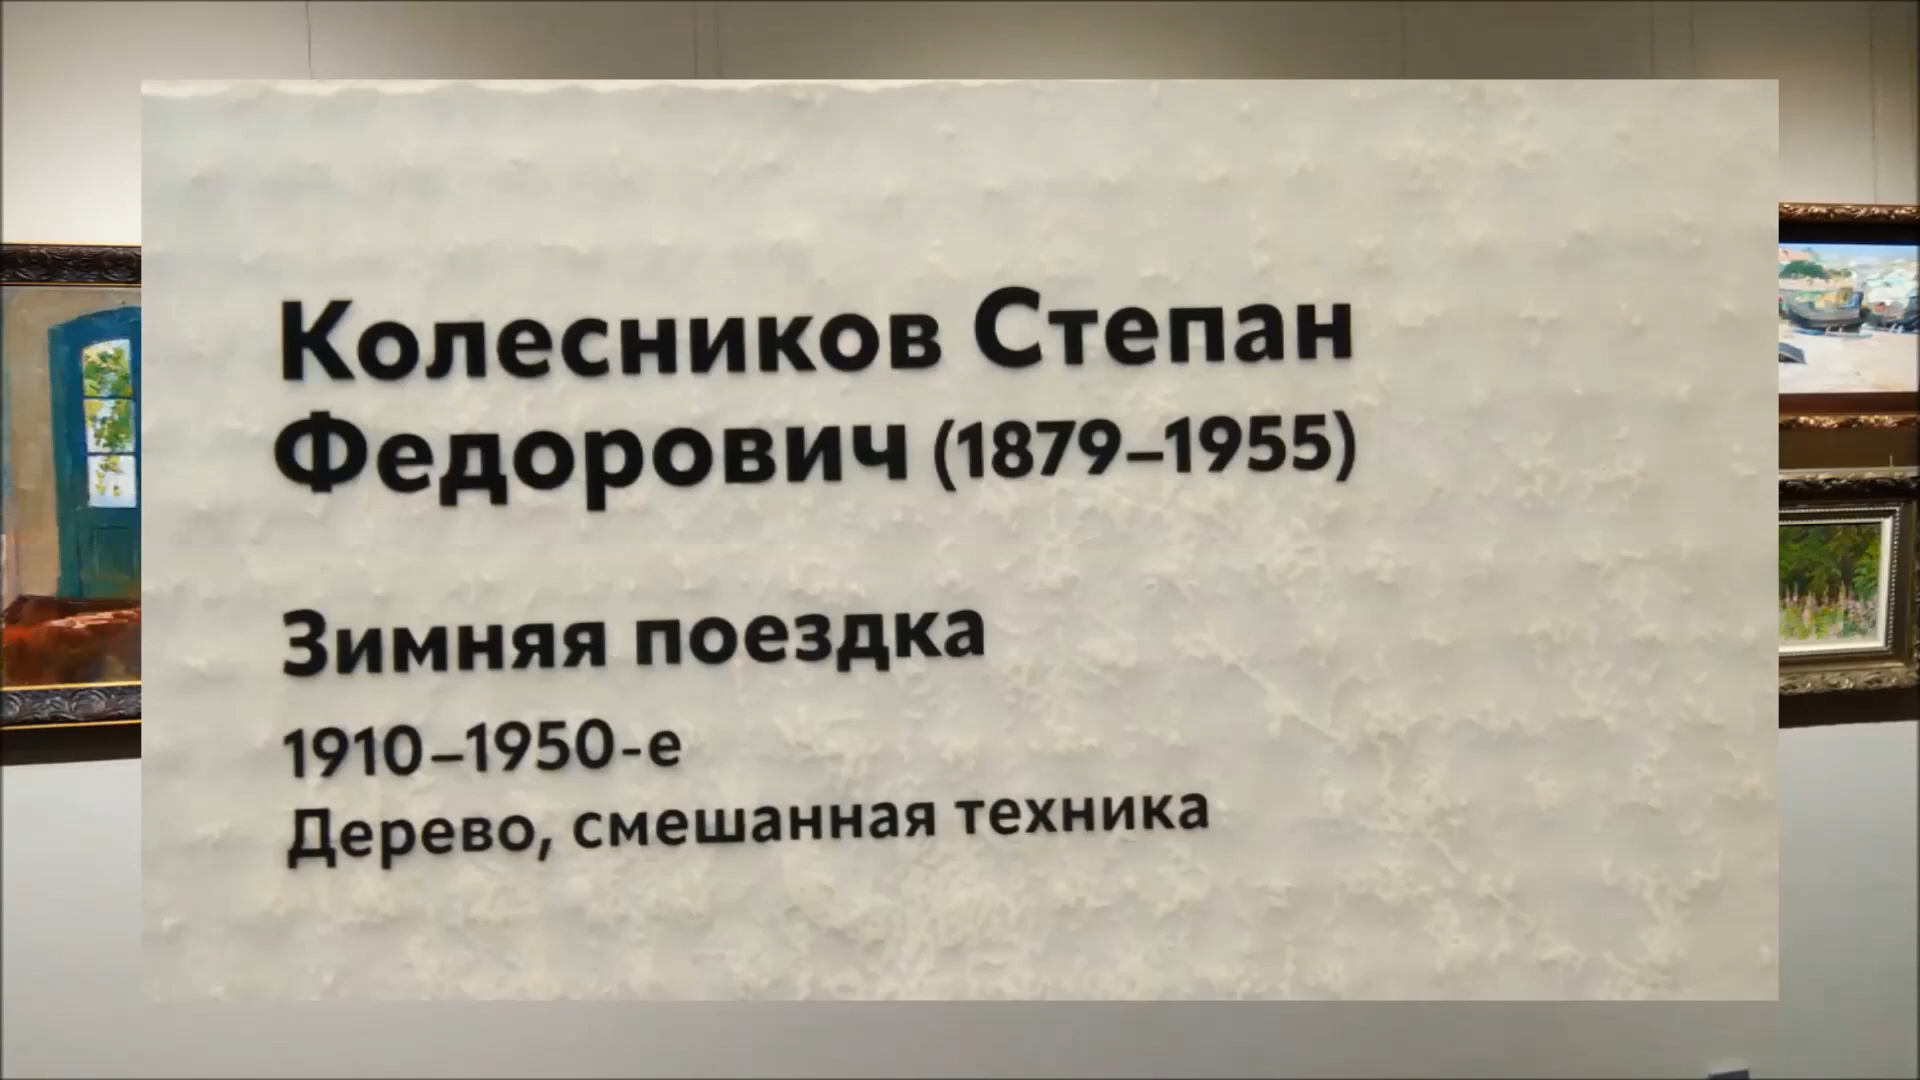 Колесников Степан
Федорович (1879–1955)
Зимняя поездка
1910–1950-е
Дерево, смешанная техника